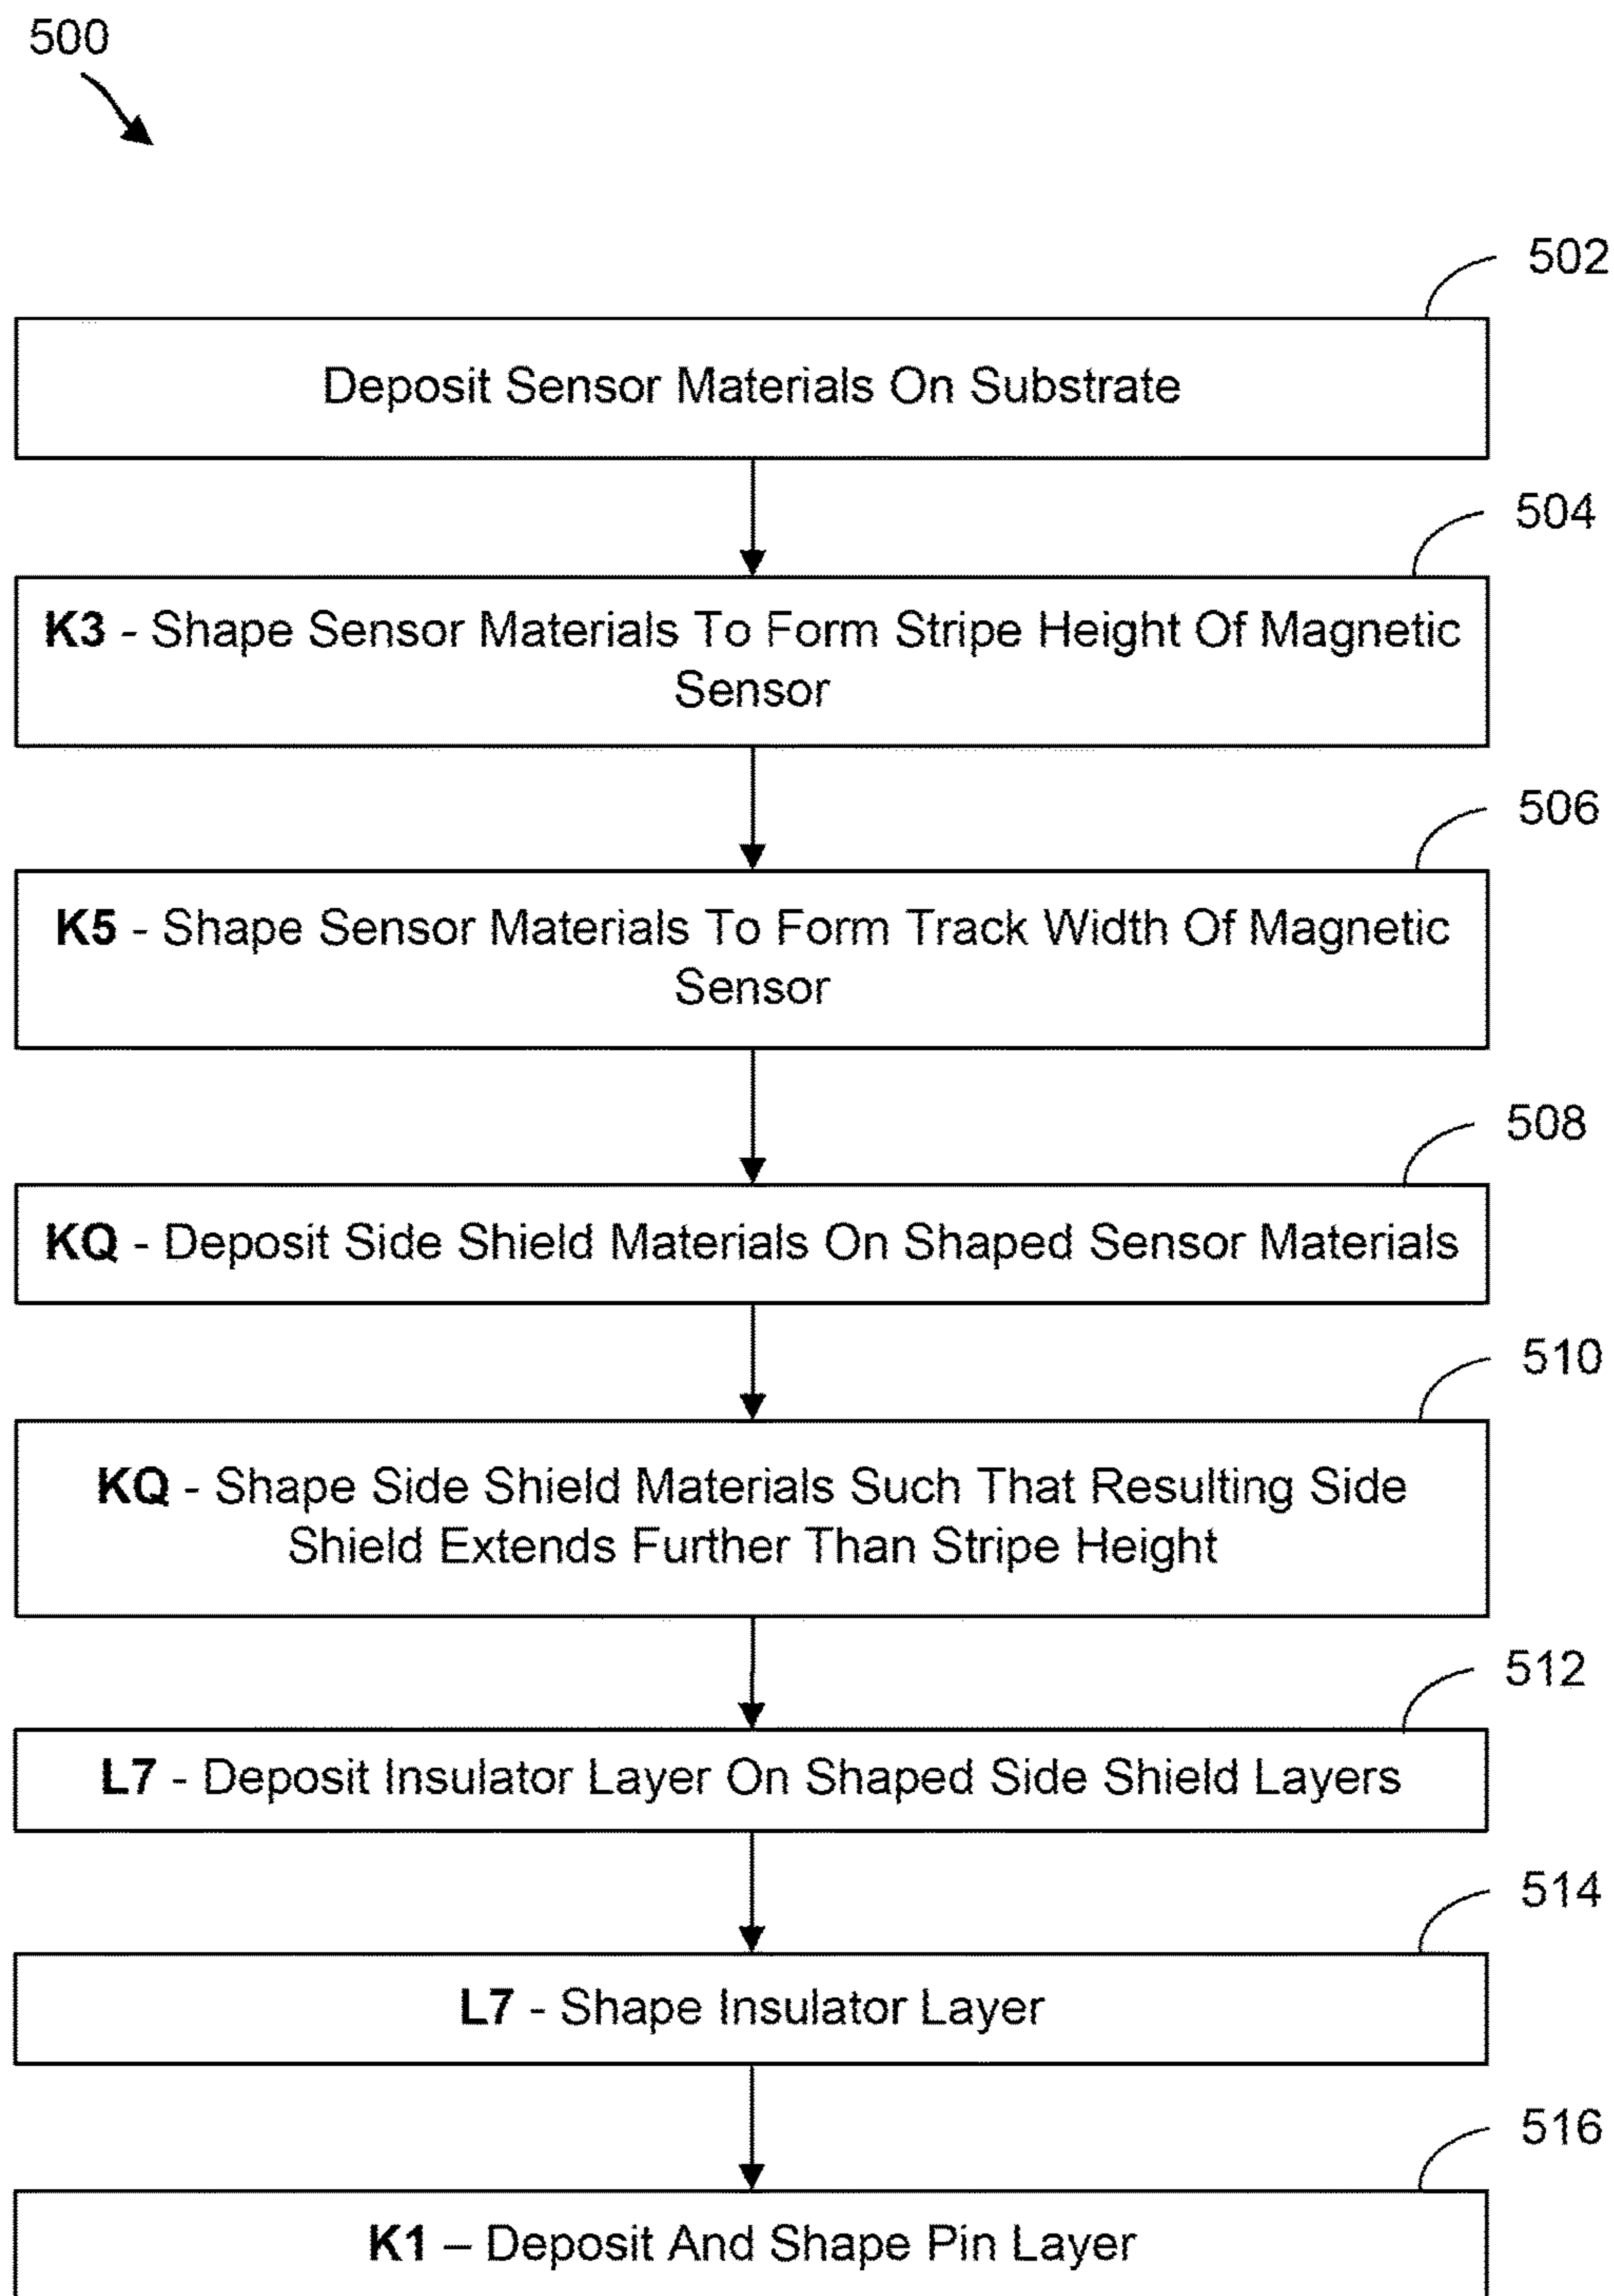 500
502
Deposit Sensor Materials On Substrate
504
K3 - Shape Sensor Materials To Form Stripe Height Of Magnetic
Sensor
506
K5 - Shape Sensor Materials To Form Track Width Of Magnetic
Sensor
508
KQ - Deposit Side Shield Materials On Shaped Sensor Materials
510
KQ - Shape Side Shield Materials Such That Resulting Side
Shield Extends Further Than Stripe Height
512
L7 - Deposit Insulator Layer On Shaped Side Shield Layers
514
L7 - Shape Insulator Layer
516
K1 – Deposit And Shape Pin Layer